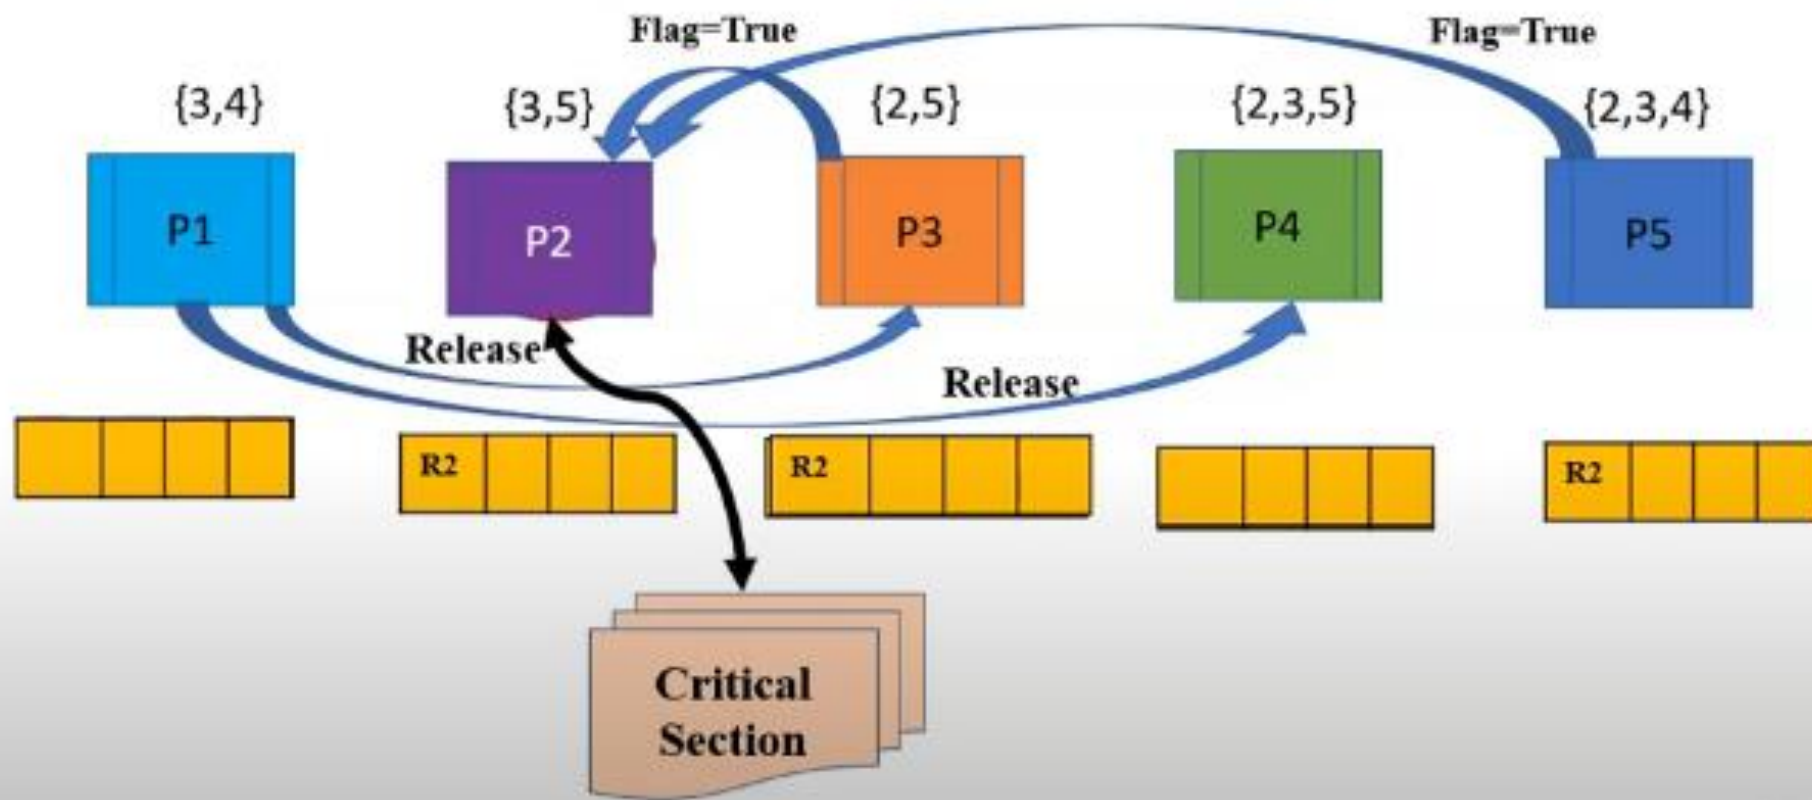 Flag=True
Flag=True
{3,4}
{3,5}
{2,5}
{2,3,5}
{2,3,4}
P1
P2
P3
P4
P5
Release
Release
R2
R2
R2
Critical
Section